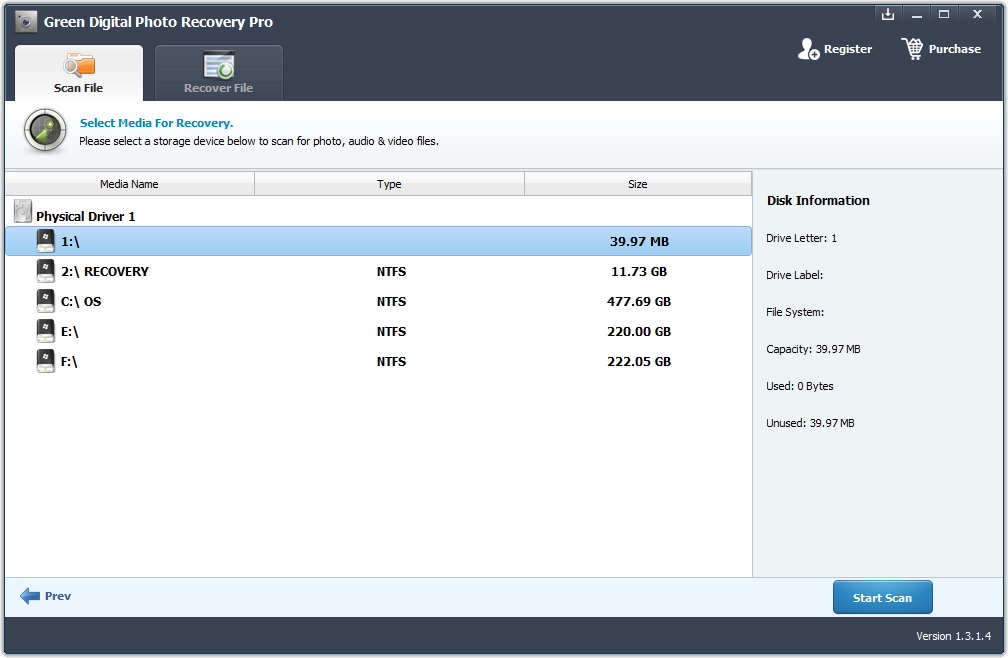 Green Digital Photo Recovery Pro
Register
Purchase
Scan File
Recover File
Select Media For Recovery.
Please select a storage device below to scan for photo, audio & video files.
Media Name Type Size
Physical Driver 1
1:\ 39.97 MB
2:\ RECOVERY NTFS 11.73 GB
C:\ OS NTFS 477.69 GB
E:\ NTFS 220.00 GB
F:\ NTFS 222.05 GB
Disk Information
Drive Letter: 1
Drive Label:
File System:
Capacity: 39.97 MB
Used: 0 Bytes
Unused: 39.97 MB
Prev
Start Scan
Version 1.3.1.4